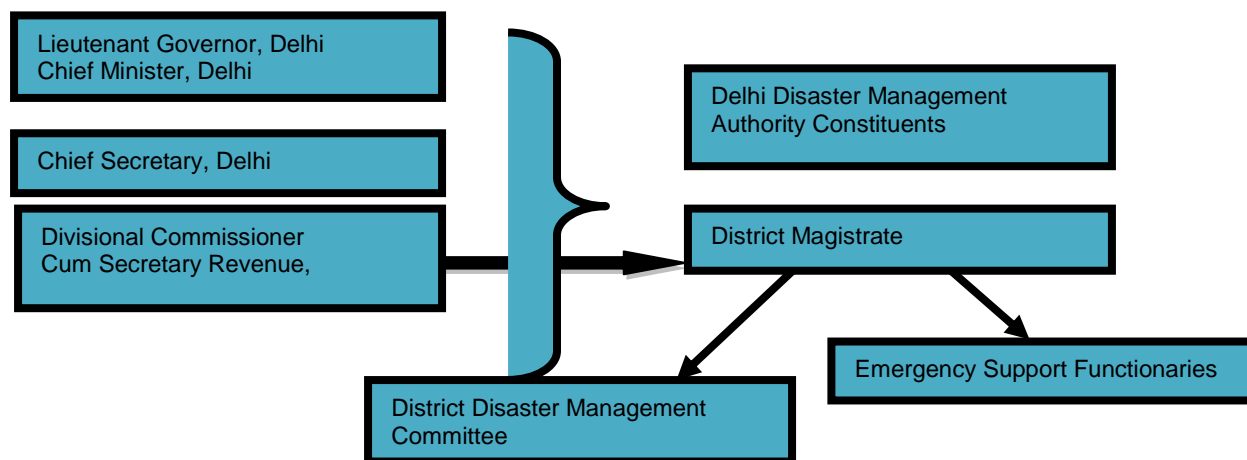 Lieutenant Governor, Delhi
Chief Minister, Delhi
Chief Secretary, Delhi
Divisional Commissioner
Cum Secretary Revenue,
Delhi Disaster Management
Authority Constituents
District Magistrate
Emergency Support Functionaries
District Disaster Management
Committee